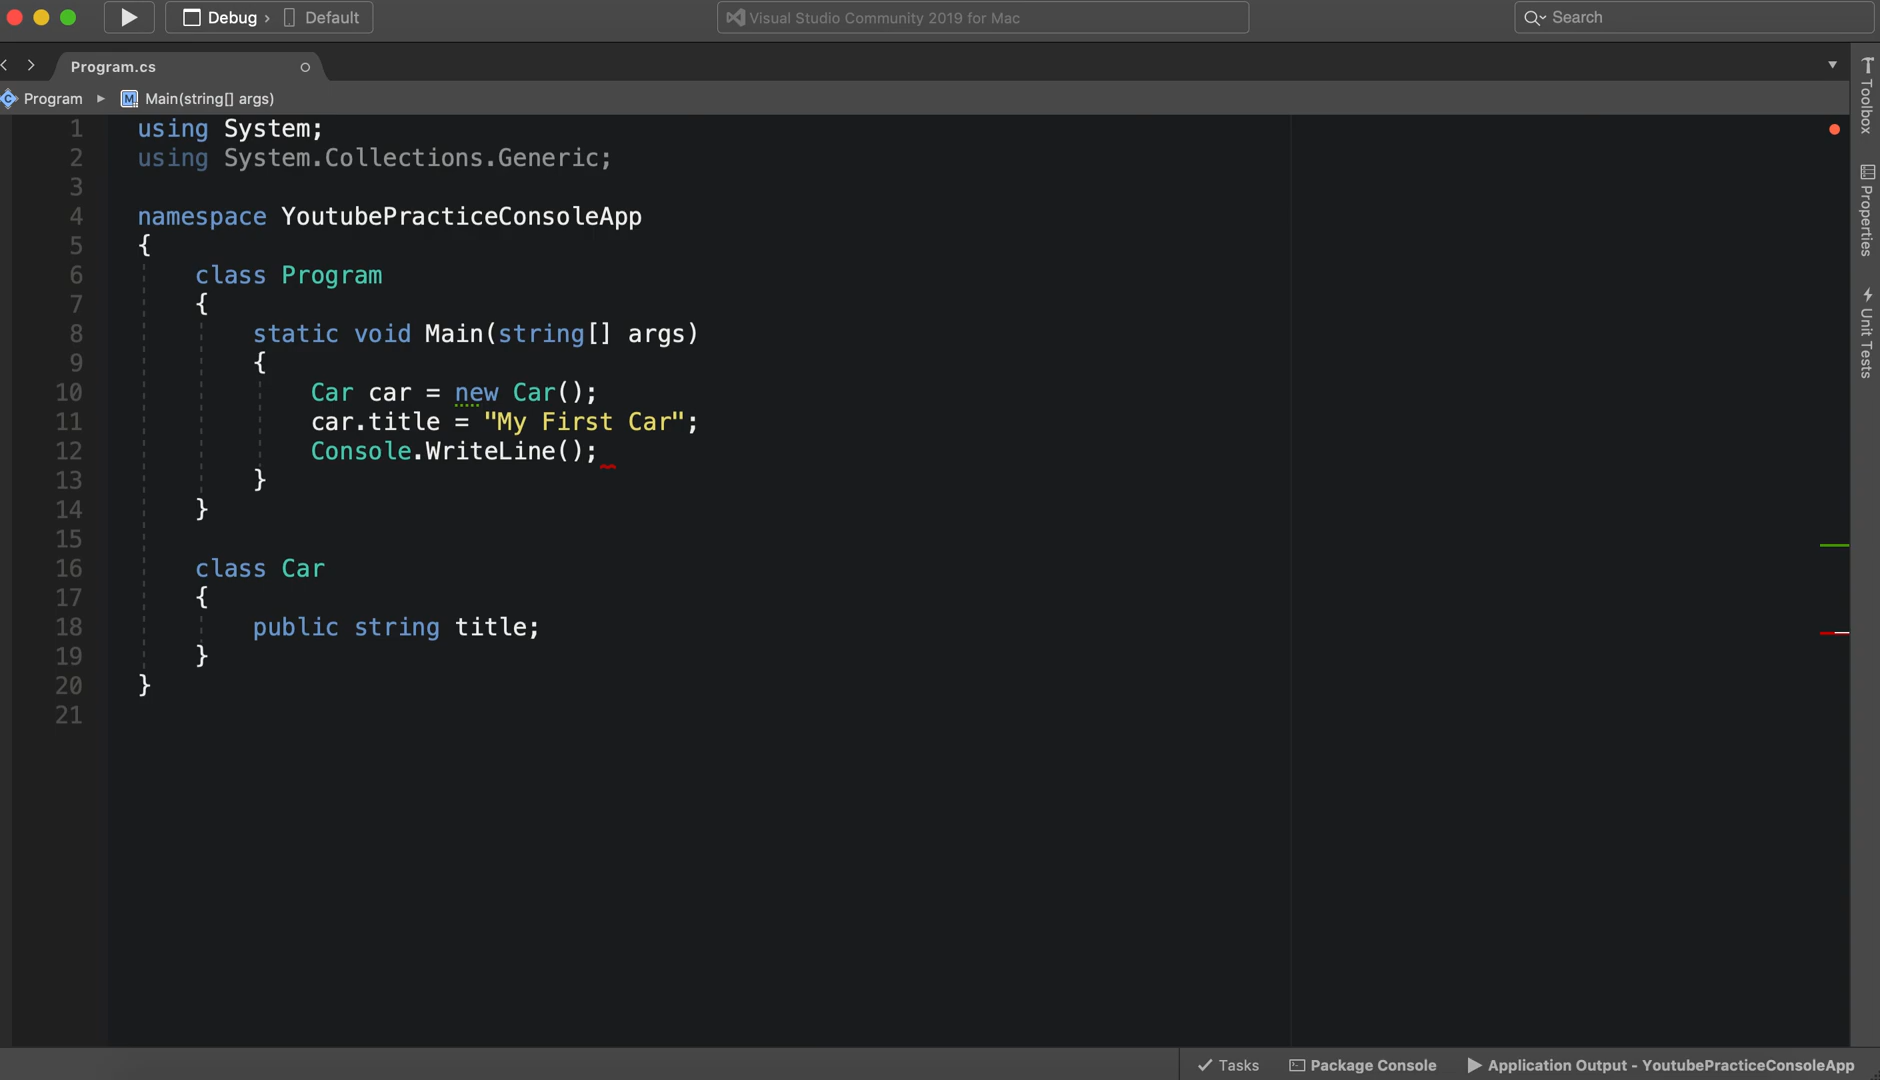 Debug › Default
Visual Studio Community 2019 for Mac
Search
Program.cs
Program ▸ Main(string[] args)
1 using System;
2 using System.Collections.Generic;
3
4 namespace YoutubePracticeConsoleApp
5 {
6 class Program
7 {
8 static void Main(string[] args)
9 {
10 Car car = new Car();
11 car.title = "My First Car";
12 Console.WriteLine();
13 }
14 }
15
16 class Car
17 {
18 public string title;
19 }
20 }
21
Toolbox
Properties
Unit Tests
Tasks
Package Console
Application Output - YoutubePracticeConsoleApp